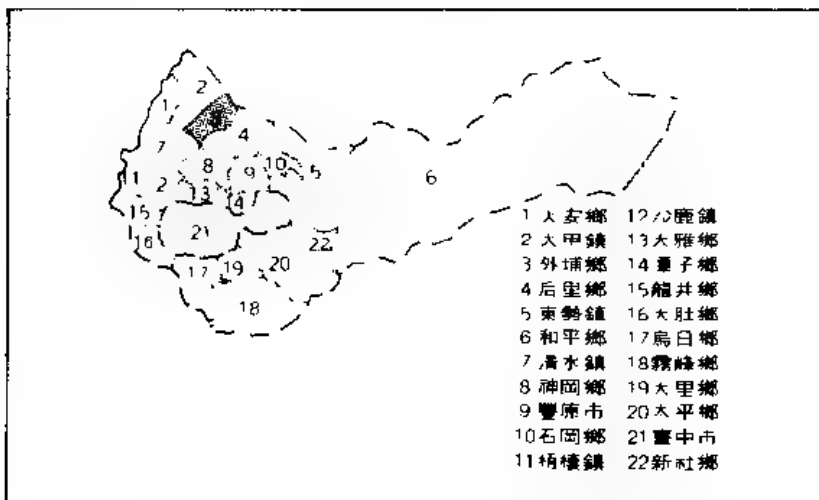 2
1
4
7
8
10
9
5
6
11
2
13
14
15
21
16
22
17
19
20
18
1 大安鄉 12 沙鹿鎮
2 大甲鎮 13 大雅鄉
3 外埔鄉 14 潭子鄉
4 后里鄉 15 龍井鄉
5 東勢鎮 16 大肚鄉
6 和平鄉 17 烏日鄉
7 清水鎮 18 霧峰鄉
8 神岡鄉 19 大里鄉
9 豐原市 20 太平鄉
10 石岡鄉 21 臺中市
11 梧棲鎮 22 新社鄉